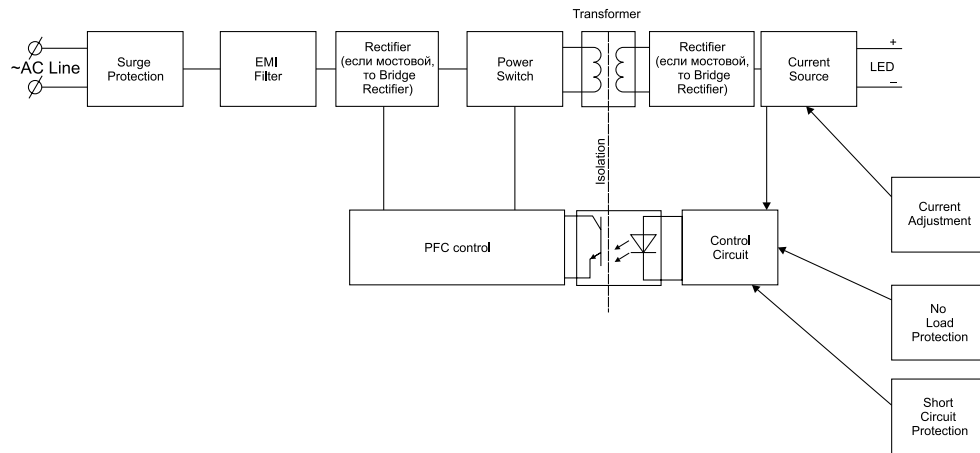 Transformer
~AC Line
Surge
Protection
EMI
Filter
Rectifier
(если мостовой,
то Bridge
Rectifier)
Power
Switch
Rectifier
(если мостовой,
то Bridge
Rectifier)
Current
Source
+
LED
–
Isolation
Current
Adjustment
PFC control
Control
Circuit
No
Load
Protection
Short
Circuit
Protection